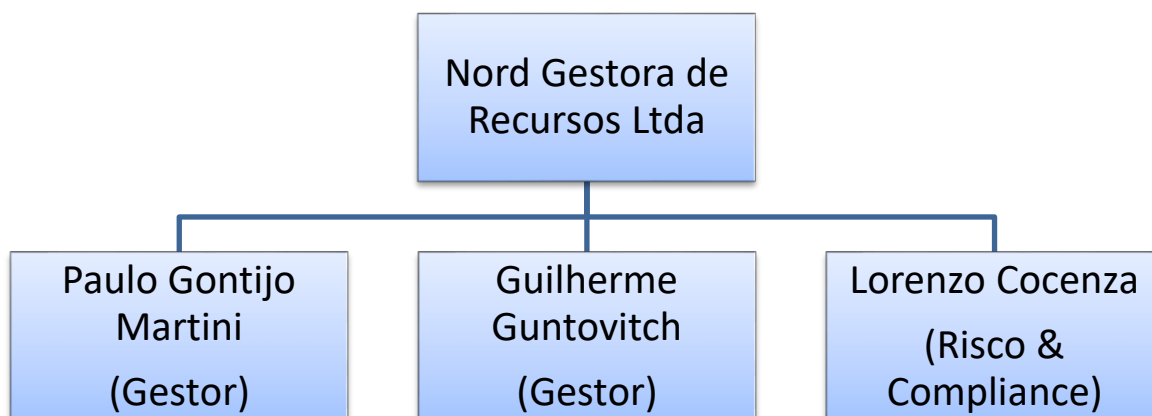 Nord Gestora de
Recursos Ltda
Paulo Gontijo
Martini
(Gestor)
Guilherme
Guntovitch
(Gestor)
Lorenzo Cocenza
(Risco &
Compliance)